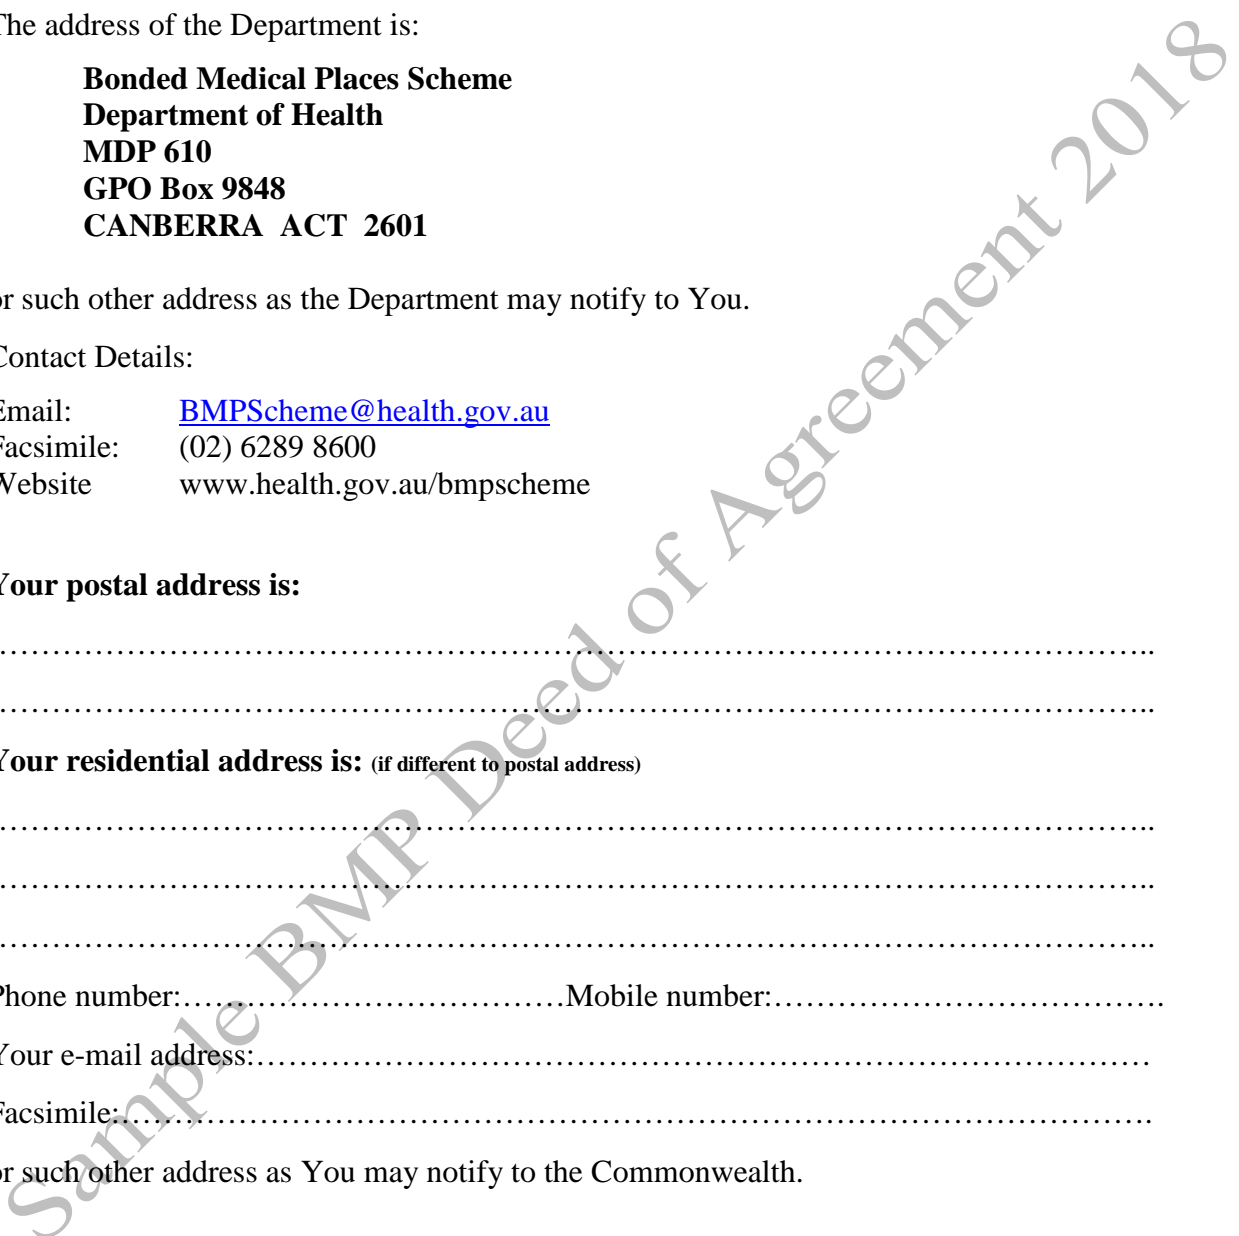 The address of the Department is:
Bonded Medical Places Scheme
Department of Health
MDP 610
GPO Box 9848
CANBERRA ACT 2601
or such other address as the Department may notify to You.
Contact Details:
Email: BMPScheme@health.gov.au
Facsimile: (02) 6289 8600
Website www.health.gov.au/bmpscheme
Your postal address is:
…………………………………………………………………………………………………..
…………………………………………………………………………………………………..
Your residential address is: (if different to postal address)
…………………………………………………………………………………………………..
…………………………………………………………………………………………………..
…………………………………………………………………………………………………..
Phone number:………………………………Mobile number:……………………………….
Your e-mail address:…………………………………………………………………………
Facsimile:…………………………………………………………………………………….
or such other address as You may notify to the Commonwealth.
Sample BMP Deed of Agreement 2018